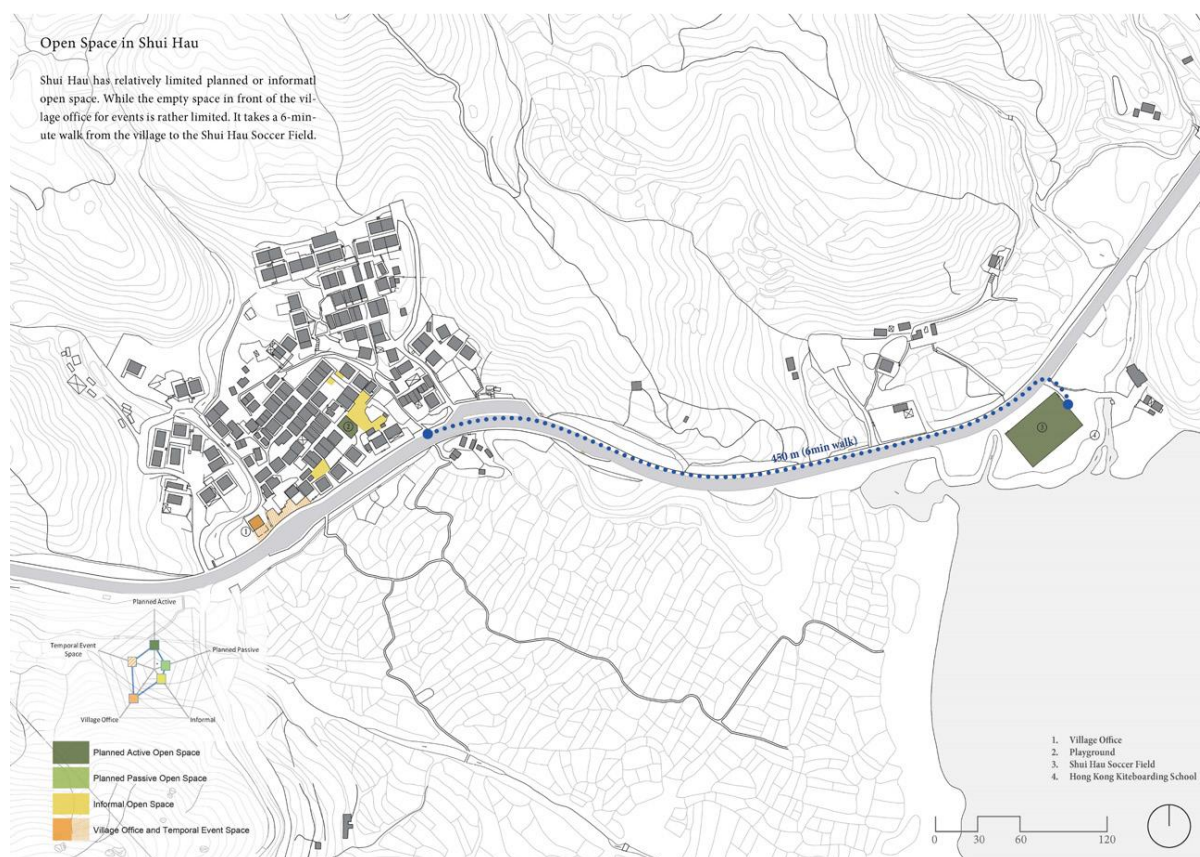 Open Space in Shui Hau
Shui Hau has relatively limited planned or informatl
open space. While the empty space in front of the vil-
lage office for events is rather limited. It takes a 6-min-
ute walk from the village to the Shui Hau Soccer Field.
2
3
4
450 m (6min walk)
1
Planned Active
Temporal Event
Space
Planned Passive
Village Office
Informal
Planned Active Open Space
Planned Passive Open Space
Informal Open Space
Village Office and Temporal Event Space
1. Village Office
2. Playground
3. Shui Hau Soccer Field
4. Hong Kong Kiteboarding School
0 30 60 120